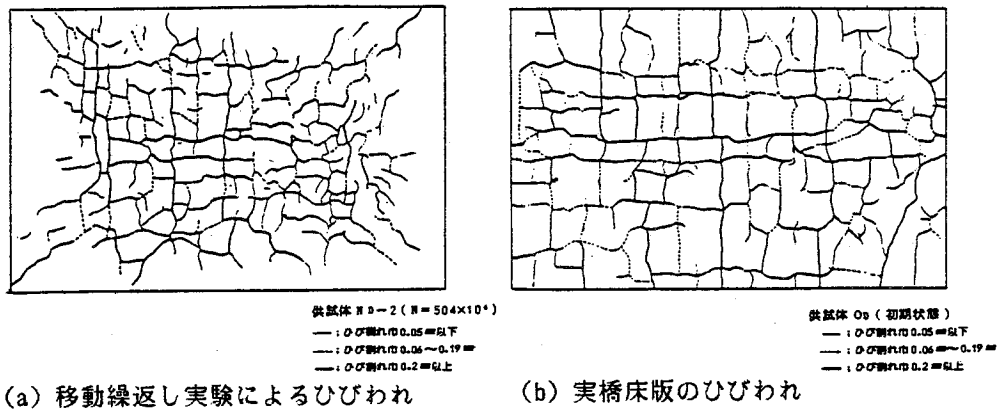 供試体 ND-2(N=504×10⁴)
―:ひび割れ巾0.05㎜以下
―:ひび割れ巾0.06〜0.19㎜
―:ひび割れ巾0.2㎜以上
(a) 移動繰返し実験によるひびわれ
供試体 OD(初期状態)
―:ひび割れ巾0.05㎜以下
―:ひび割れ巾0.06〜0.19㎜
―:ひび割れ巾0.2㎜以上
(b) 実橋床版のひびわれ